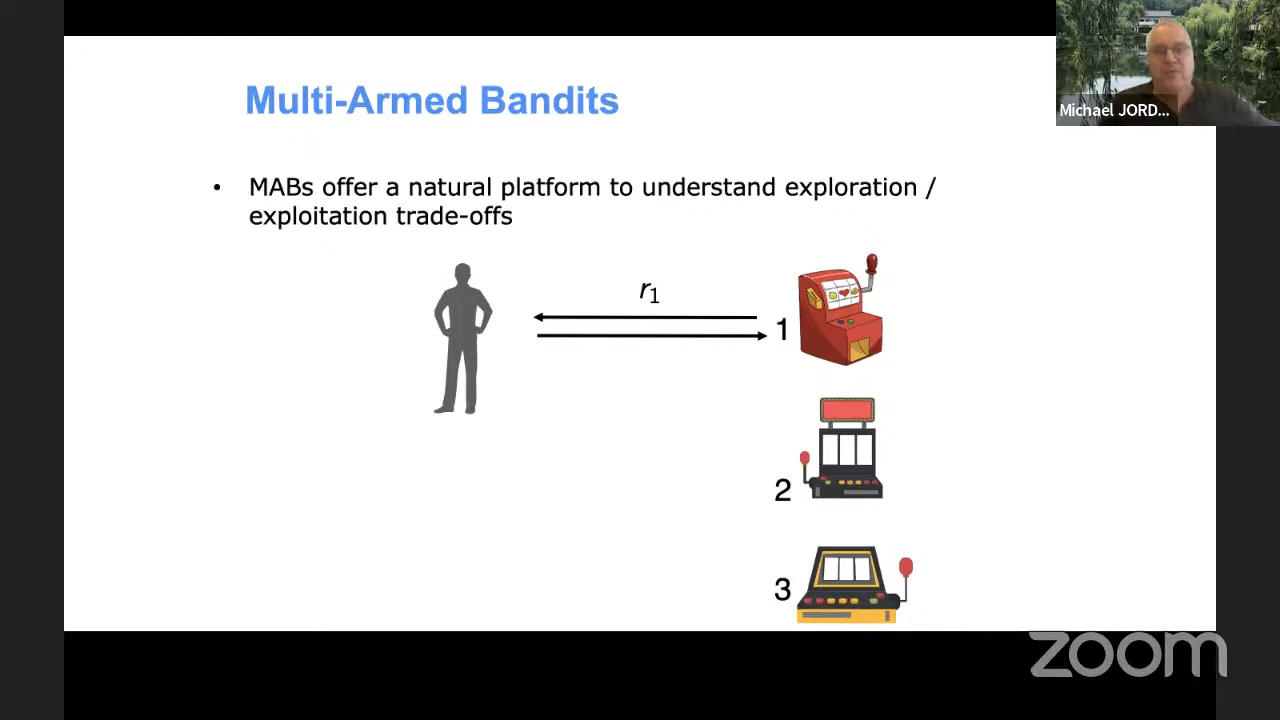 Multi-Armed Bandits
Michael JORD...
• MABs offer a natural platform to understand exploration /
exploitation trade-offs
r1
1
2
3
zoom